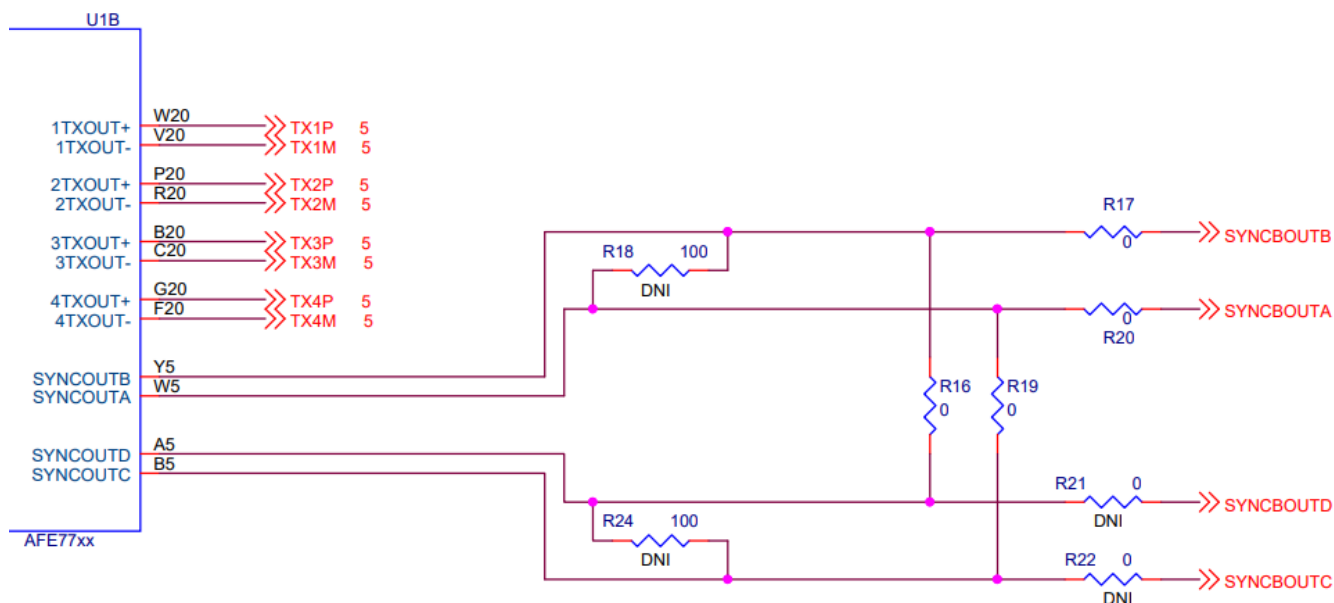 U1B
1TXOUT+ W20 TX1P 5
1TXOUT- V20 TX1M 5
2TXOUT+ P20 TX2P 5
2TXOUT- R20 TX2M 5
3TXOUT+ B20 TX3P 5
3TXOUT- C20 TX3M 5
4TXOUT+ G20 TX4P 5
4TXOUT- F20 TX4M 5
R17
0
SYNCBOUTB
R18 100
DNI
0
R20
SYNCBOUTA
SYNCOUTB Y5
SYNCOUTA W5
R16
0
R19
0
SYNCOUTD A5
SYNCOUTC B5
R21 0
DNI
SYNCBOUTD
R24 100
DNI
R22 0
DNI
SYNCBOUTC
AFE77xx